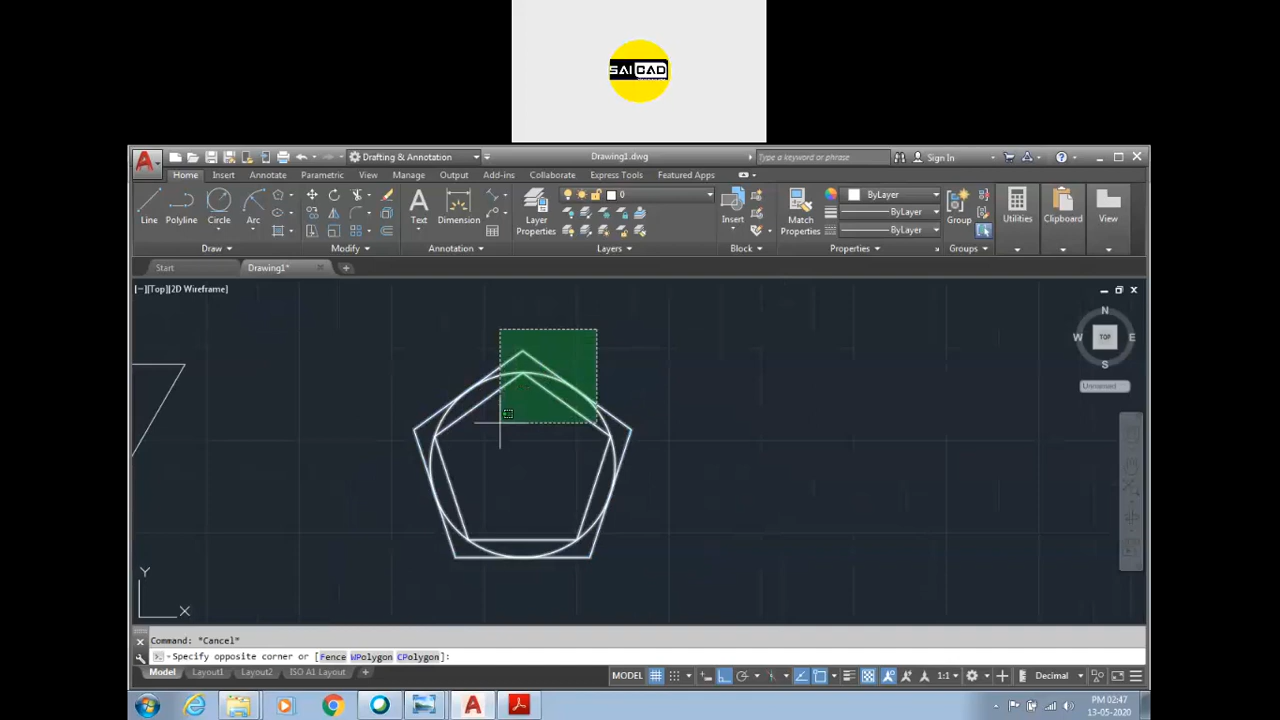 SAI CAD
Drafting & Annotation
Drawing1.dwg
Type a keyword or phrase
Sign In
Home Insert Annotate Parametric View Manage Output Add-ins Collaborate Express Tools Featured Apps
Line Polyline Circle Arc
Text Dimension
Layer Properties
0
Insert
Match Properties
ByLayer
ByLayer
ByLayer
Group
Utilities
Clipboard
View
Draw Modify Annotation Layers Block Properties Groups
Start Drawing1*
[−][Top][2D Wireframe]
N
W TOP E
S
Unnamed
Y
X
Command: *Cancel*
Specify opposite corner or [Fence WPolygon CPolygon]:
Model Layout1 Layout2 ISO A1 Layout
MODEL 1:1 Decimal
PM 02:47
13-05-2020